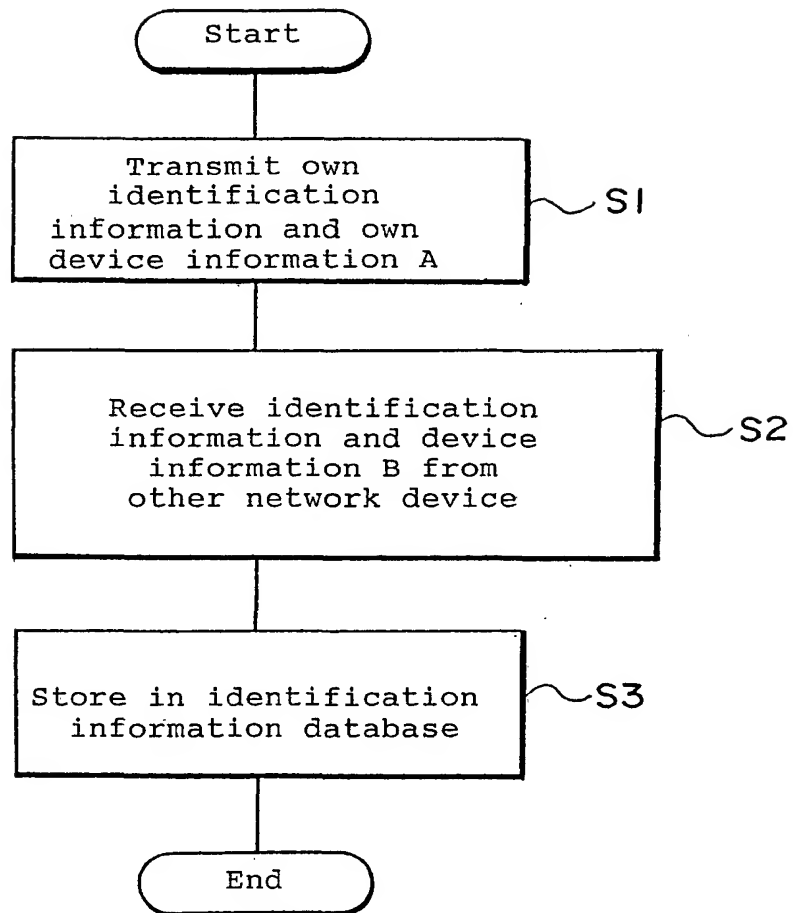 Start
Transmit own
identification
information and own
device information A
S1
Receive identification
information and device
information B from
other network device
S2
Store in identification
information database
S3
End